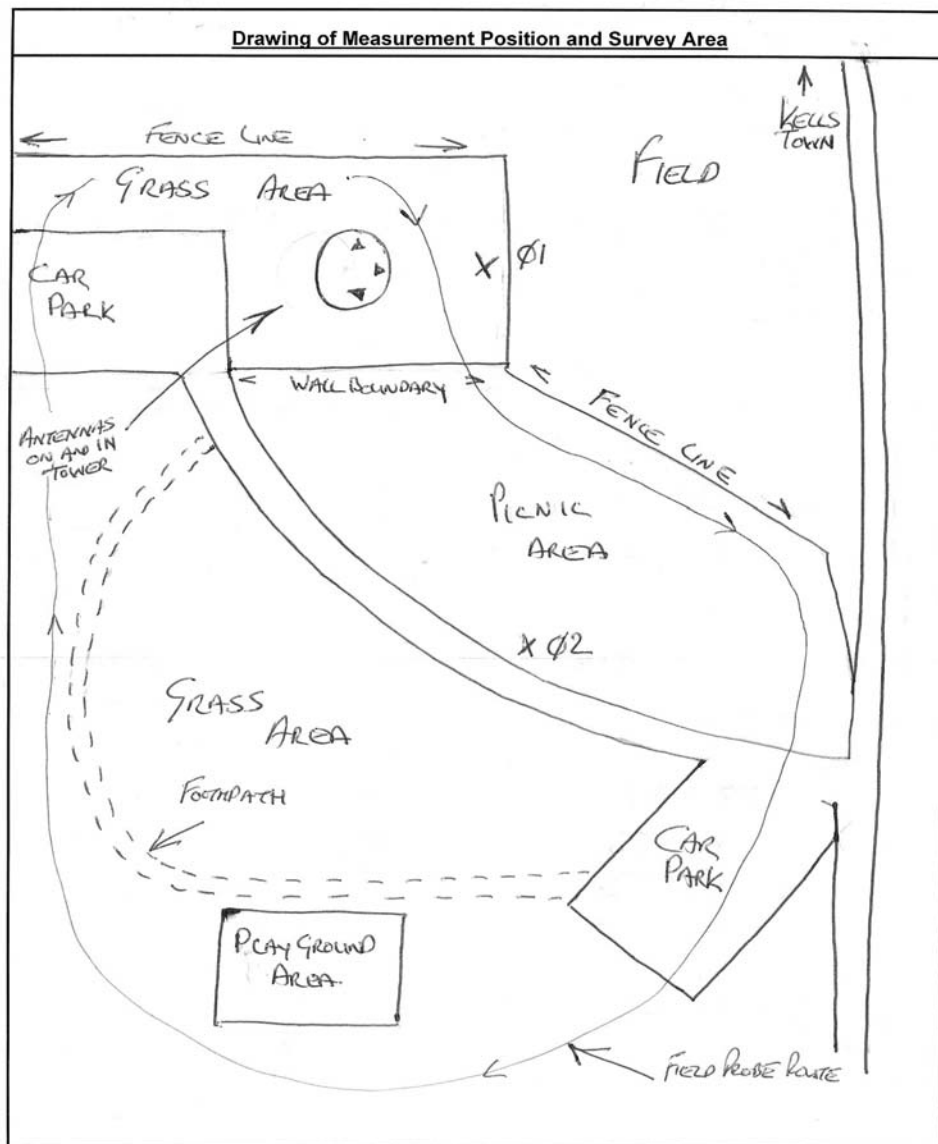 Drawing of Measurement Position and Survey Area
KELLS
TOWN
FENCE LINE
FIELD
GRASS AREA
X Ø1
CAR
PARK
WALL BOUNDARY
FENCE LINE
ANTENNAS
ON AND IN
TOWER
PICNIC
AREA
X Ø2
GRASS
AREA
FOOTHPATH
CAR
PARK
PLAY GROUND
AREA.
FIELD PROBE ROUTE